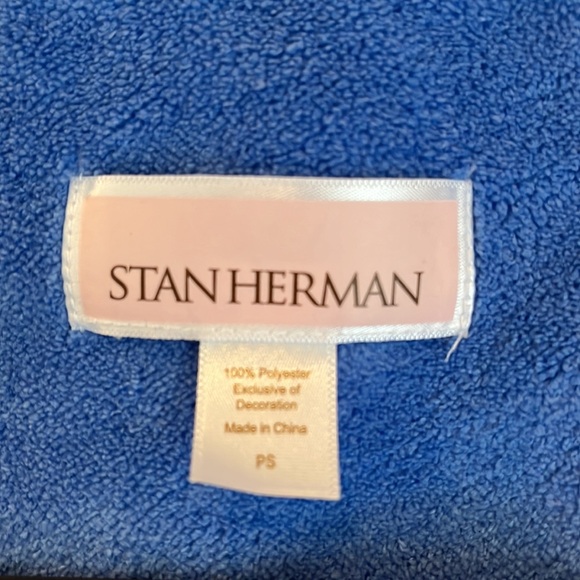 STAN HERMAN
100% Polyester
Exclusive of
Decoration
Made in China
PS